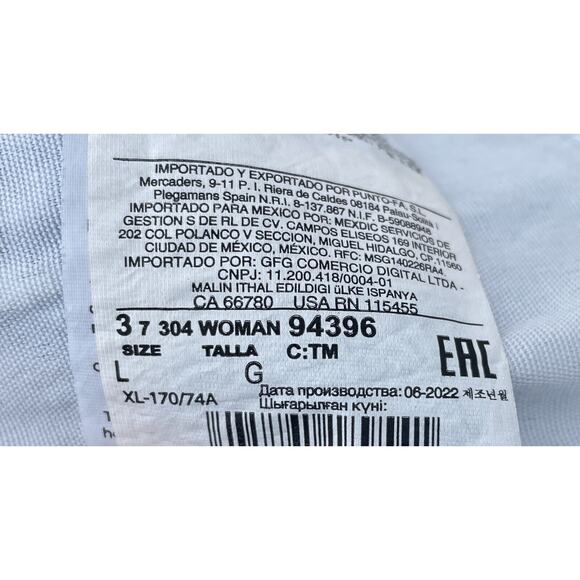 IMPORTADO Y EXPORTADO POR PUNTO-FA, S.L.
Mercaders, 9-11 P. I. Riera de Caldes 08184 Palau-Solità i
Plegamans Spain N.R.I. 8-137.867 N.I.F. B-59088948
IMPORTADO PARA MEXICO POR: MEXDIC SERVICIOS DE
GESTION S DE RL DE CV. CAMPOS ELISEOS 169 INTERIOR
202 COL POLANCO V SECCION, MIGUEL HIDALGO, CP.11560
CIUDAD DE MÉXICO, MÉXICO. RFC: MSG140226RA4.
IMPORTADO POR: GFG COMERCIO DIGITAL LTDA -
CNPJ: 11.200.418/0004-01
MALIN ITHAL EDILDIGI üLKE ISPANYA
CA 66780 USA RN 115455
3 7 304 WOMAN 94396
SIZE TALLA C:TM
EAC
L G
XL-170/74A
Дата производства: 06-2022 제조년월
Шығарылған күні: